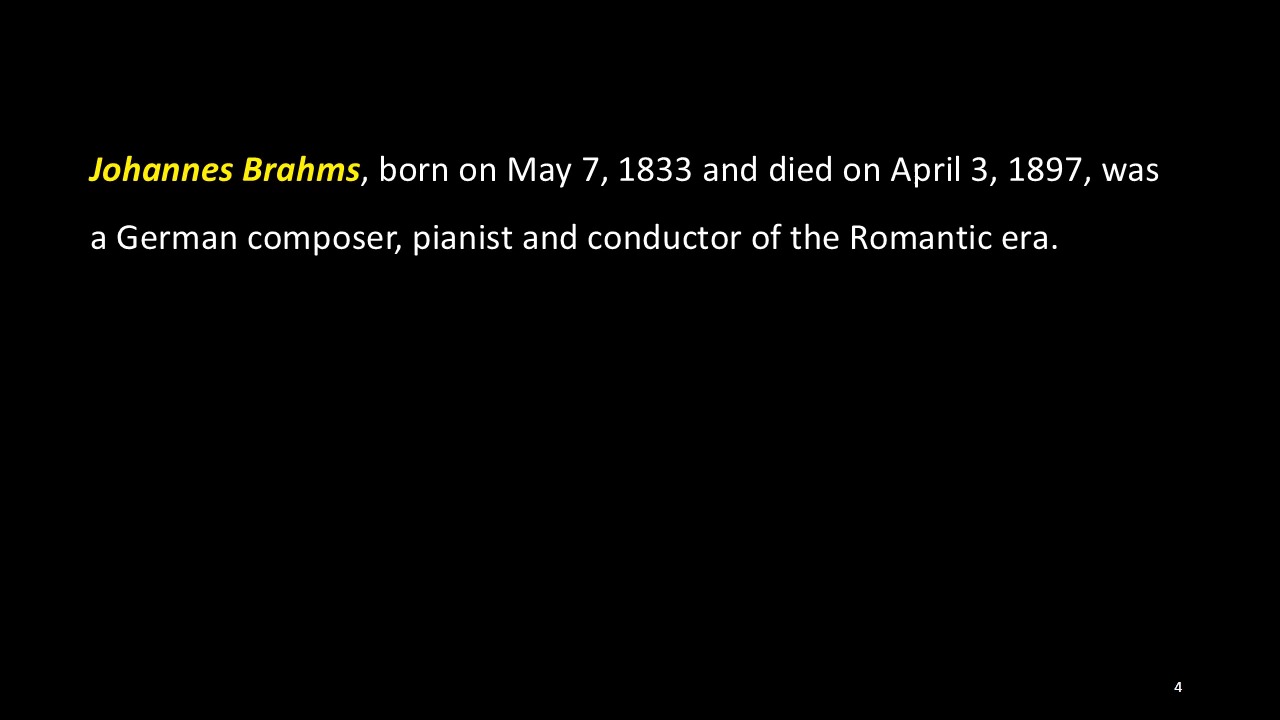 Johannes Brahms, born on May 7, 1833 and died on April 3, 1897, was
a German composer, pianist and conductor of the Romantic era.
4